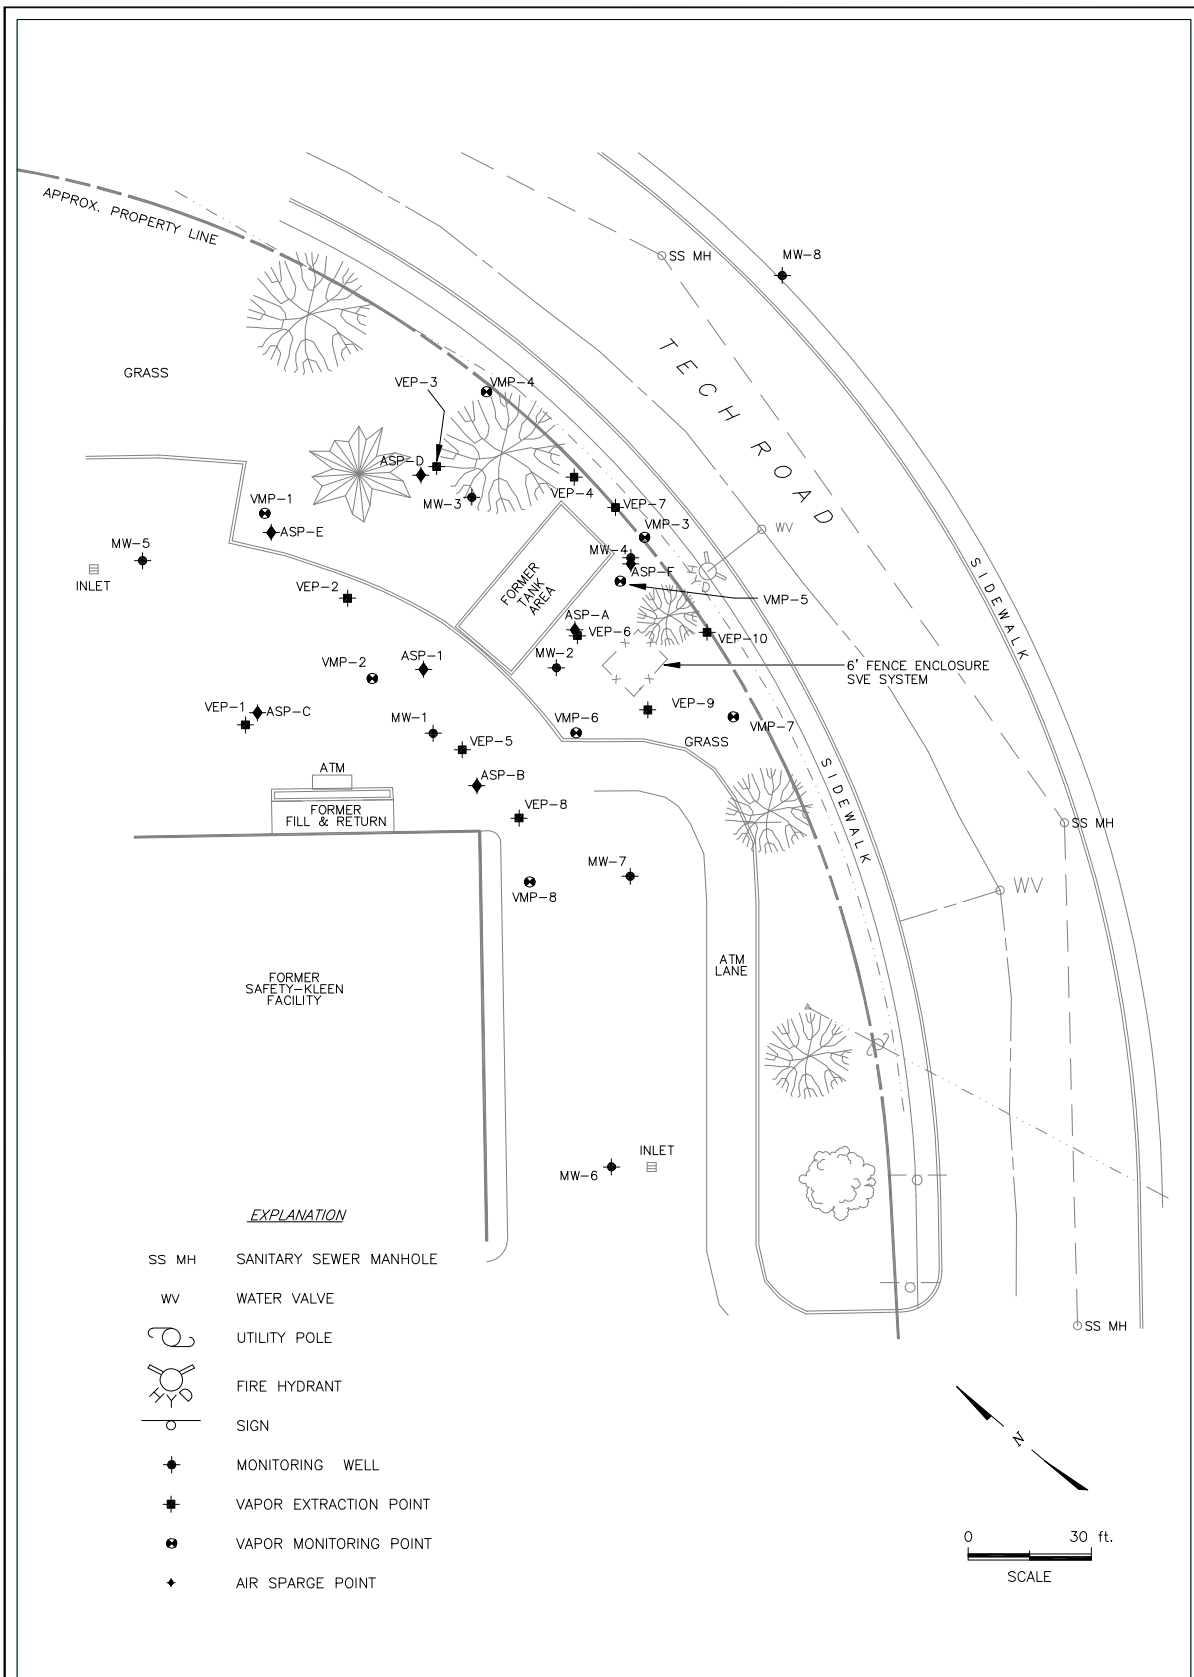 APPROX. PROPERTY LINE
SS MH
MW-8
TECH ROAD
GRASS
VEP-3
VMP-4
ASP-D
MW-3
VEP-4
VEP-7
VMP-1
ASP-E
VMP-3
WV
MW-5
INLET
MW-4
ASP-F
HYD
VMP-5
FORMER
TANK
AREA
VEP-2
ASP-A
VEP-6
VEP-10
SIDEWALK
MW-2
6' FENCE ENCLOSURE
SVE SYSTEM
VMP-2
ASP-1
VEP-1
ASP-C
MW-1
VEP-5
VMP-6
VEP-9
VMP-7
GRASS
ASP-B
ATM
FORMER
FILL & RETURN
VEP-8
SIDEWALK
SS MH
MW-7
VMP-8
WV
ATM
LANE
FORMER
SAFETY-KLEEN
FACILITY
MW-6
INLET
EXPLANATION
SS MH SANITARY SEWER MANHOLE
WV WATER VALVE
UTILITY POLE
HYD FIRE HYDRANT
SIGN
MONITORING WELL
VAPOR EXTRACTION POINT
VAPOR MONITORING POINT
AIR SPARGE POINT
SS MH
N
0 30 ft.
SCALE